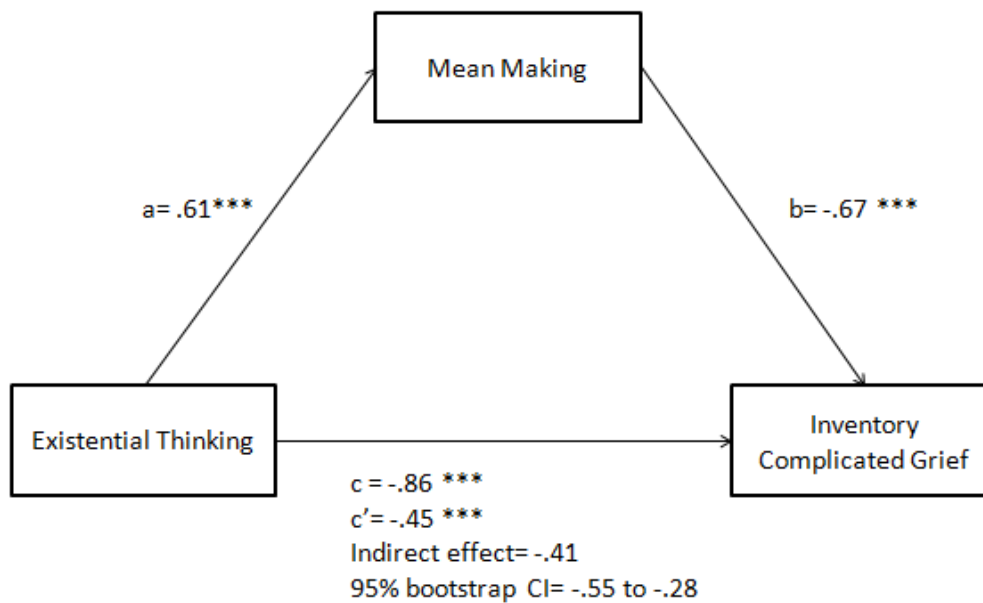 Mean Making
a= .61***
b= -.67 ***
Existential Thinking
Inventory
Complicated Grief
c = -.86 ***
c’= -.45 ***
Indirect effect= -.41
95% bootstrap CI= -.55 to -.28